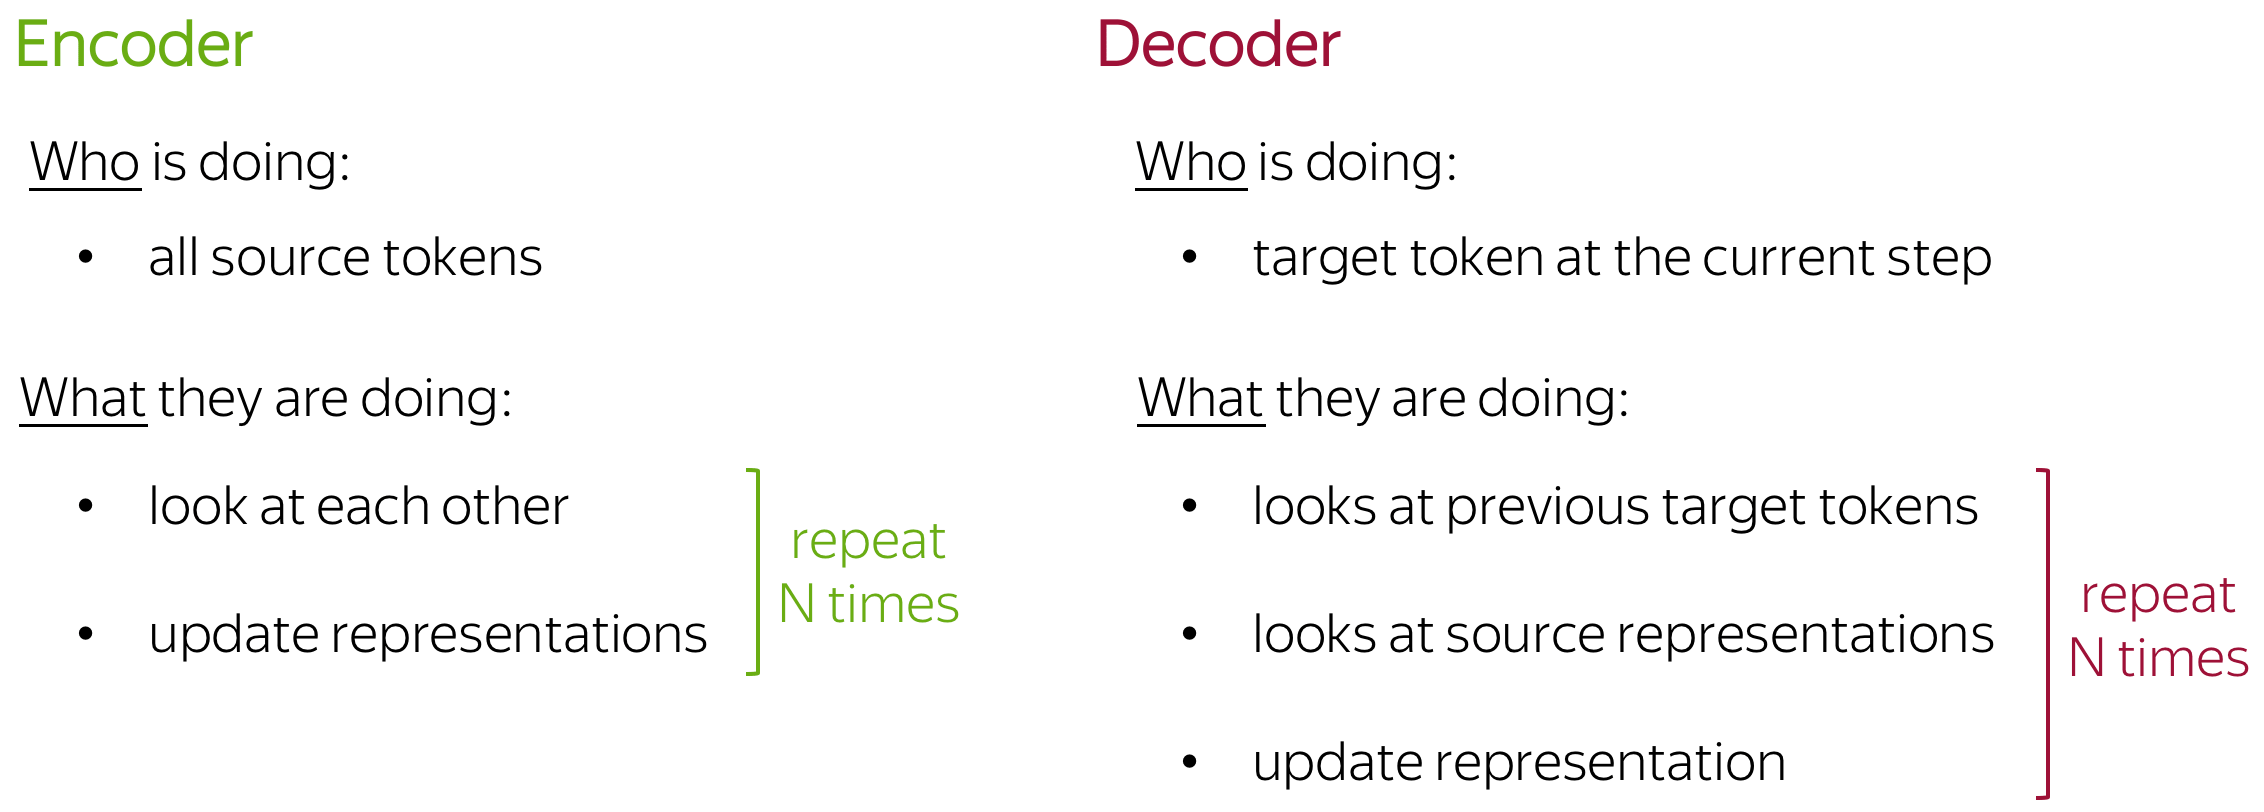 Encoder
Who is doing:
• all source tokens
What they are doing:
• look at each other
• update representations
repeat
N times
Decoder
Who is doing:
• target token at the current step
What they are doing:
• looks at previous target tokens
• looks at source representations
• update representation
repeat
N times